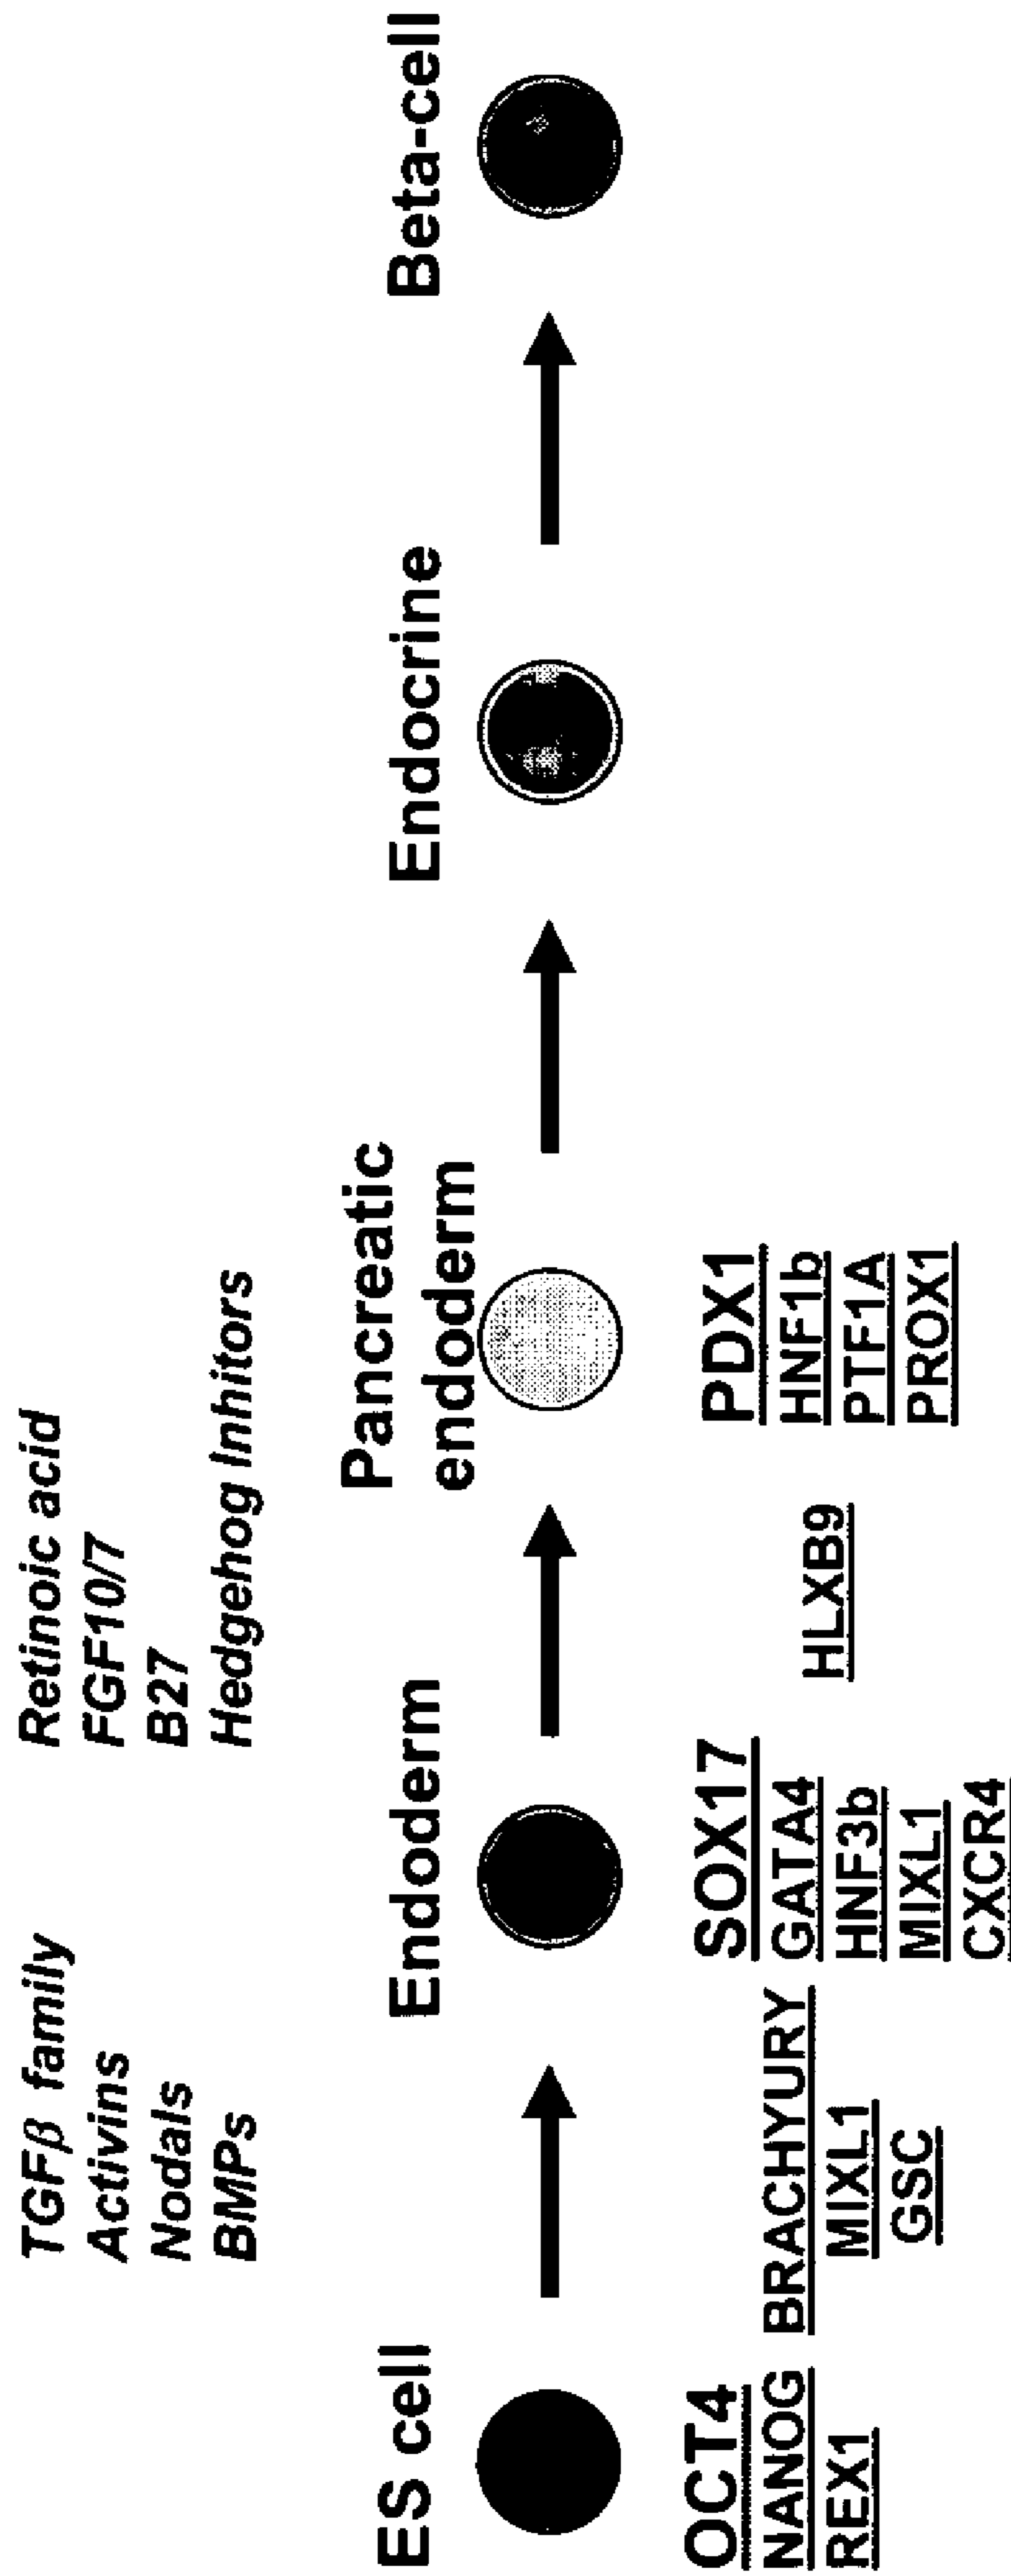 TGFβ family
Activins
Nodals
BMPs
Retinoic acid
FGF10/7
B27
Hedgehog Inhibitors
ES cell
Endoderm
Pancreatic
endoderm
Endocrine
Beta-cell
OCT4
NANOG
REX1
BRACHYURY
MIXL1
GSC
SOX17
GATA4
HNF3b
MIXL1
CXCR4
HLXB9
PDX1
HNF1b
PTF1A
PROX1